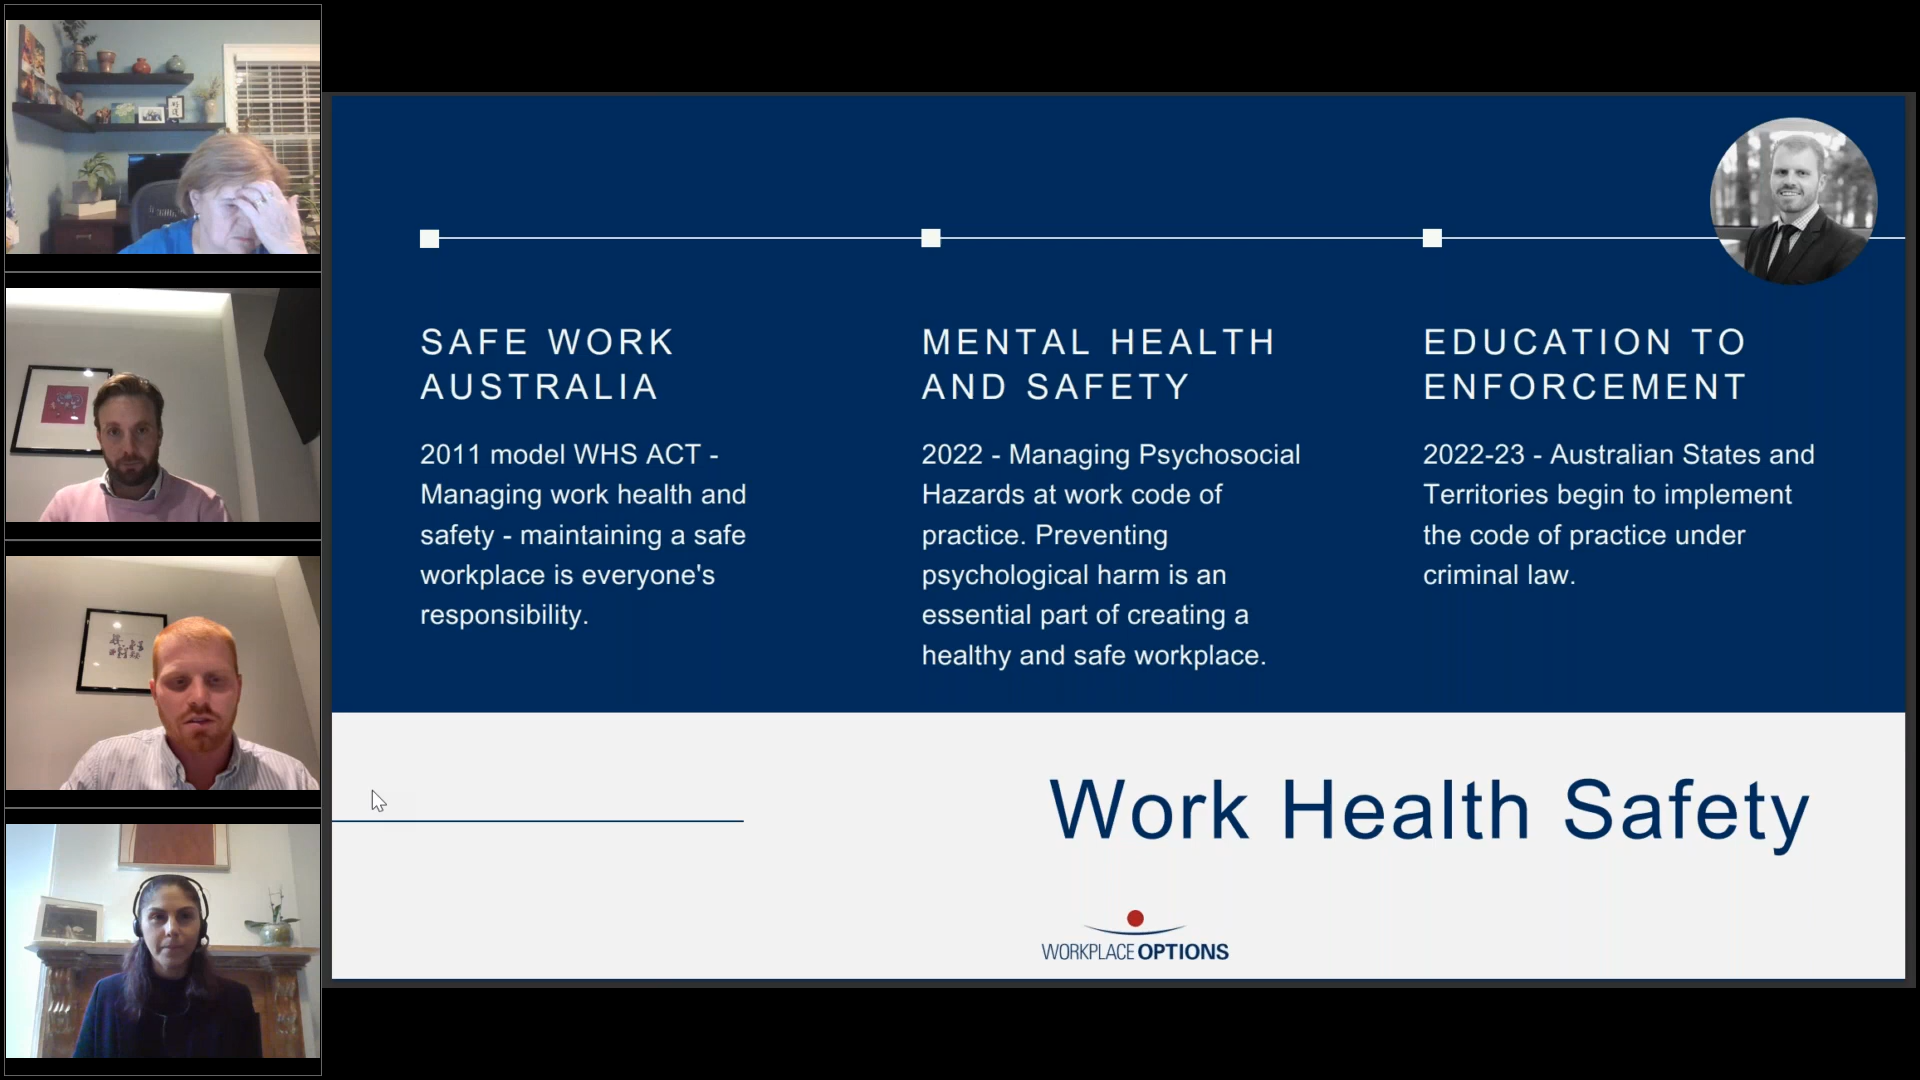 SAFE WORK
AUSTRALIA
2011 model WHS ACT -
Managing work health and
safety - maintaining a safe
workplace is everyone's
responsibility.
MENTAL HEALTH
AND SAFETY
2022 - Managing Psychosocial
Hazards at work code of
practice. Preventing
psychological harm is an
essential part of creating a
healthy and safe workplace.
EDUCATION TO
ENFORCEMENT
2022-23 - Australian States and
Territories begin to implement
the code of practice under
criminal law.
Work Health Safety
WORKPLACE OPTIONS